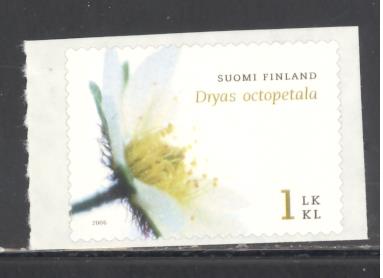 SUOMI FINLAND
Dryas octopetala
1 LK
KL
2006